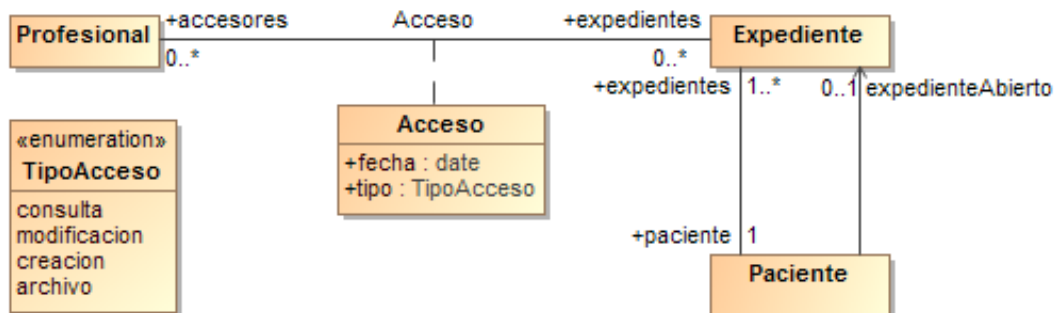 +accesores Acceso +expedientes
Profesional Expediente
0..* 0..*
+expedientes 1..* 0..1 expedienteAbierto
«enumeration»
TipoAcceso
consulta
modificacion
creacion
archivo
Acceso
+fecha : date
+tipo : TipoAcceso
+paciente 1
Paciente